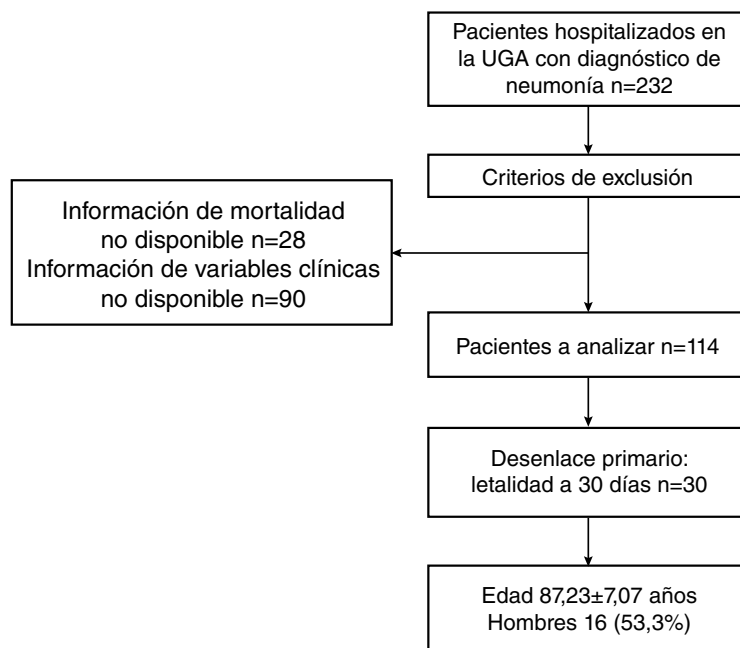 Pacientes hospitalizados en
la UGA con diagnóstico de
neumonía n=232
Criterios de exclusión
Información de mortalidad
no disponible n=28
Información de variables clínicas
no disponible n=90
Pacientes a analizar n=114
Desenlace primario:
letalidad a 30 días n=30
Edad 87,23±7,07 años
Hombres 16 (53,3%)